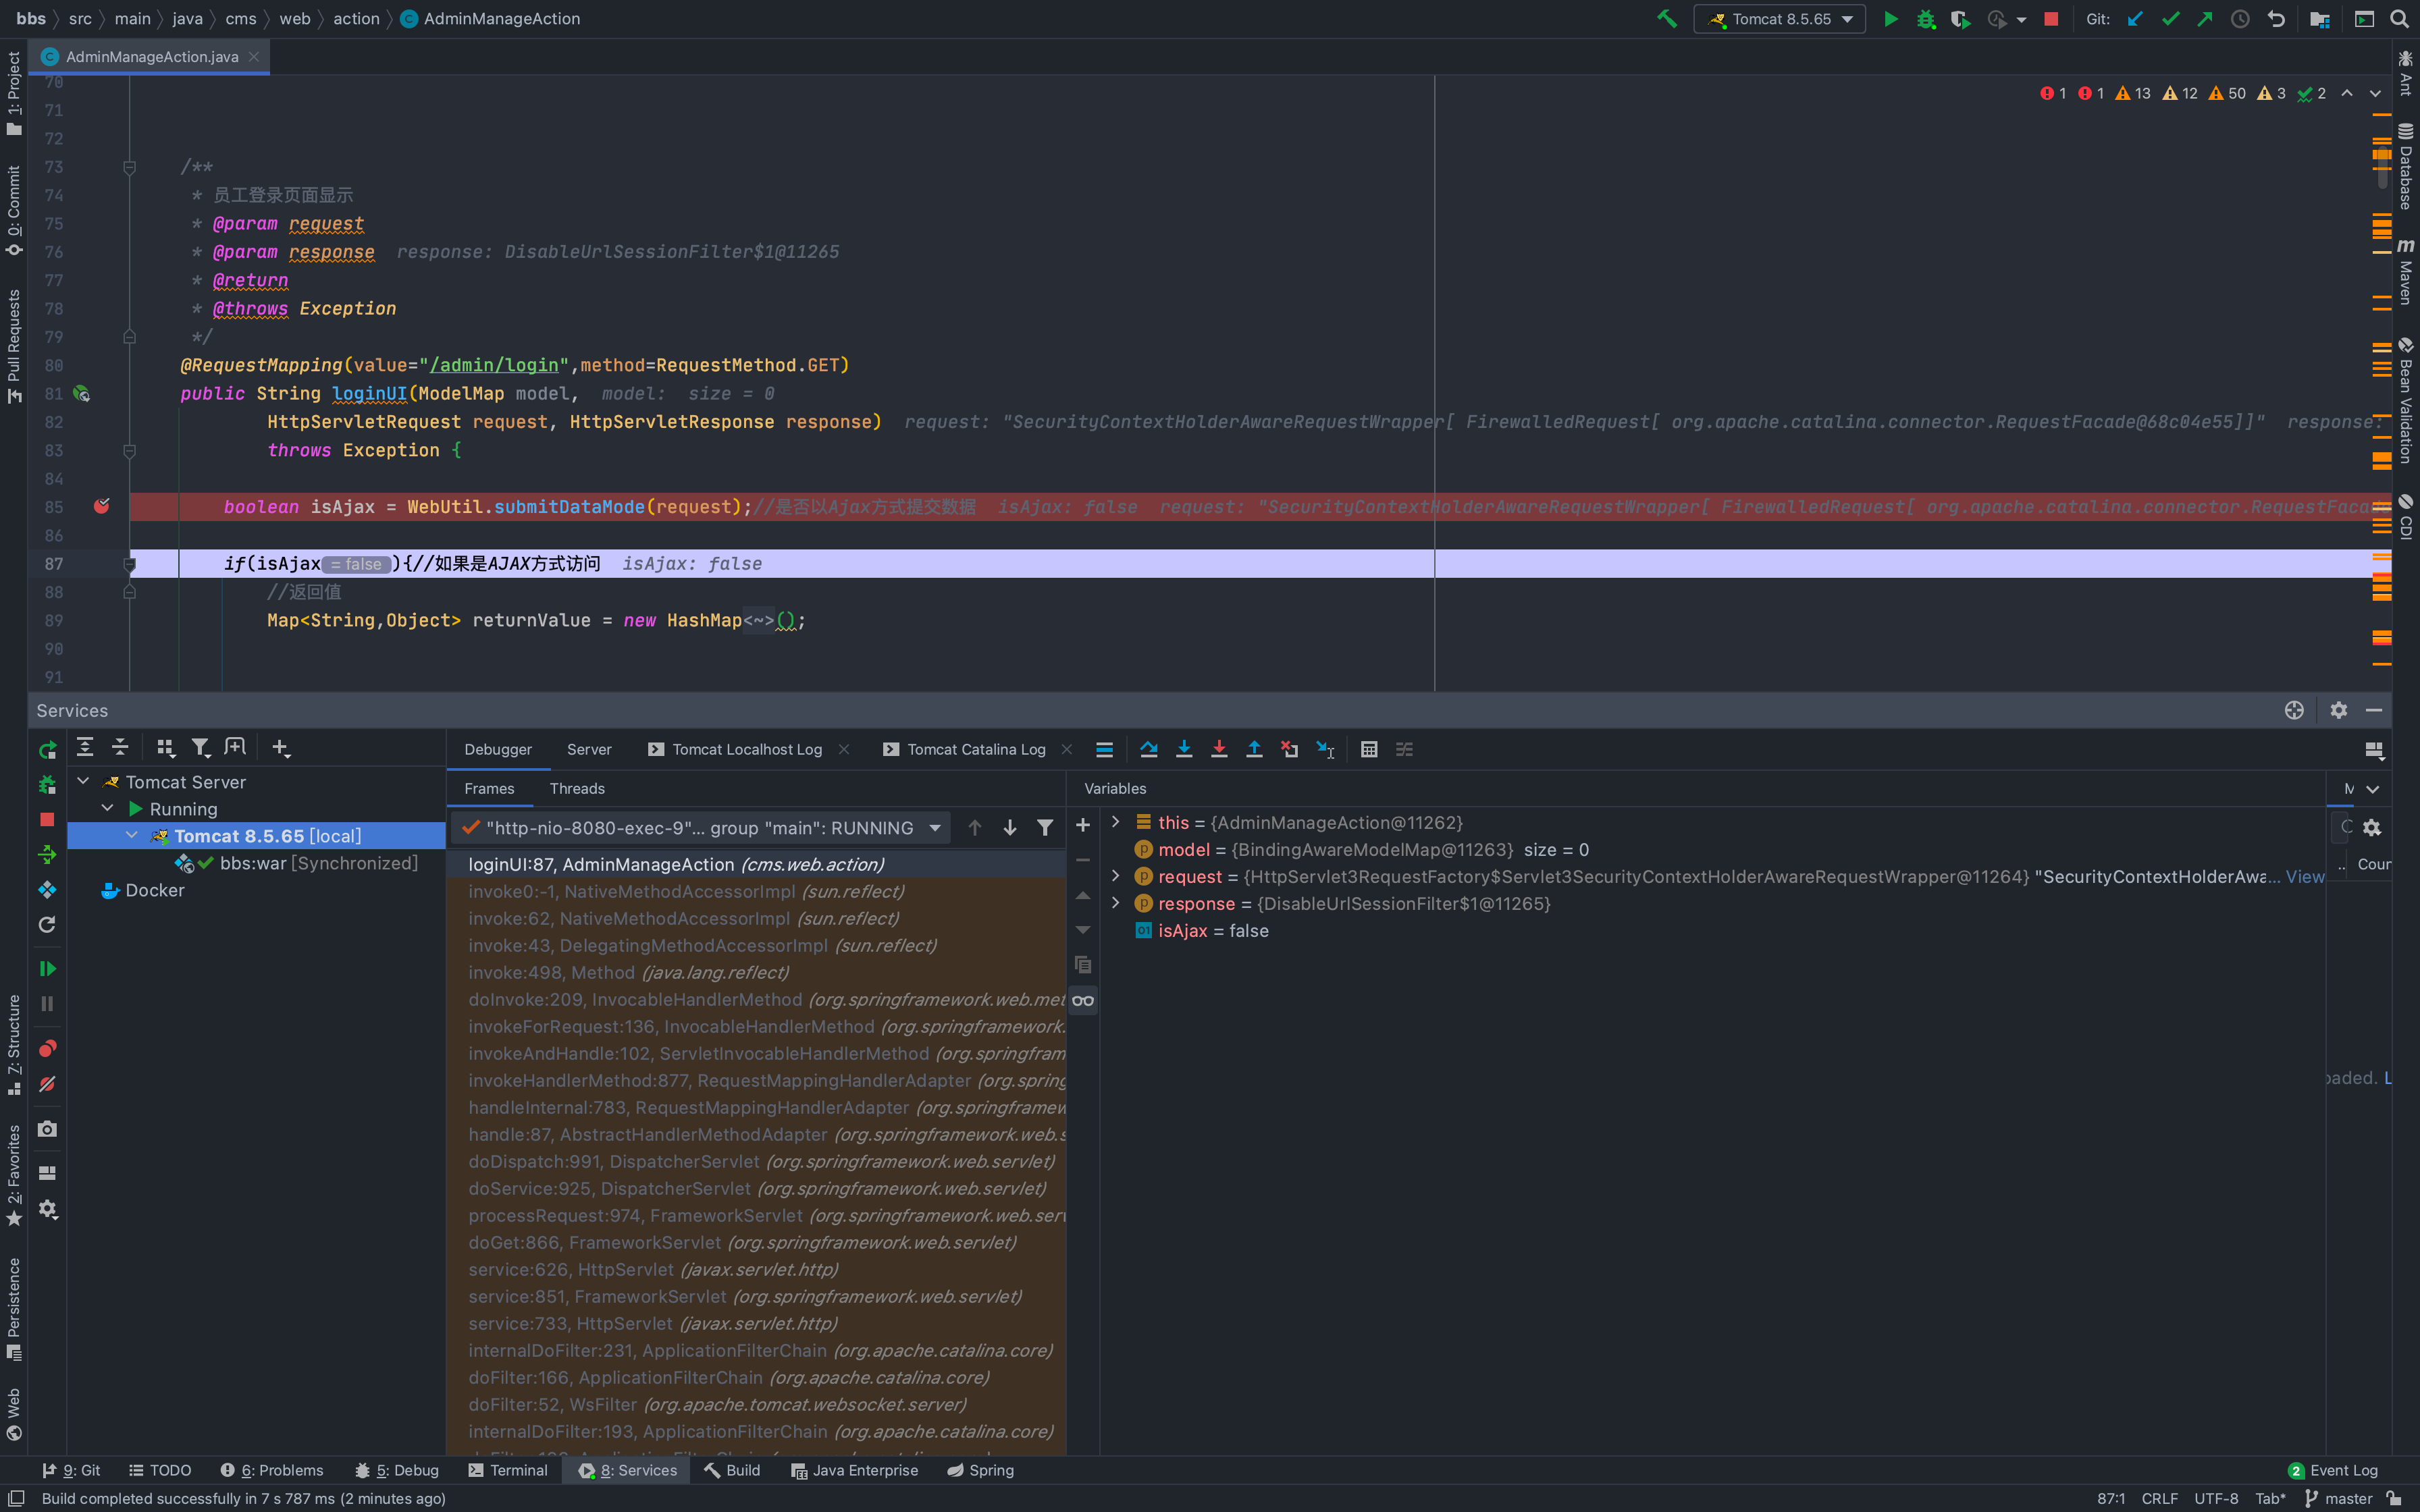 bbs src main java cms web action AdminManageAction
Tomcat 8.5.65
Git:
AdminManageAction.java
1: Project
0: Commit
Pull Requests
7: Structure
2: Favorites
Persistence
Web
Ant
Database
Maven
Bean Validation
CDI
1 1 13 12 50 3 2
70
71
72
73 /**
74 * 员工登录页面显示
75 * @param request
76 * @param response response: DisableUrlSessionFilter$1@11265
77 * @return
78 * @throws Exception
79 */
80 @RequestMapping(value="/admin/login",method=RequestMethod.GET)
81 public String loginUI(ModelMap model, model: size = 0
82 HttpServletRequest request, HttpServletResponse response) request: "SecurityContextHolderAwareRequestWrapper[ FirewalledRequest[ org.apache.catalina.connector.RequestFacade@68c04e55]]" response:
83 throws Exception {
84
85 boolean isAjax = WebUtil.submitDataMode(request);//是否以Ajax方式提交数据 isAjax: false request: "SecurityContextHolderAwareRequestWrapper[ FirewalledRequest[ org.apache.catalina.connector.RequestFacad
86
87 if(isAjax = false ){//如果是AJAX方式访问 isAjax: false
88 //返回值
89 Map<String,Object> returnValue = new HashMap<~>();
90
91
Services
Tomcat Server
Running
Tomcat 8.5.65 [local]
bbs:war [Synchronized]
Docker
Debugger Server Tomcat Localhost Log Tomcat Catalina Log
Frames Threads
"http-nio-8080-exec-9"... group "main": RUNNING
loginUI:87, AdminManageAction (cms.web.action)
invoke0:-1, NativeMethodAccessorImpl (sun.reflect)
invoke:62, NativeMethodAccessorImpl (sun.reflect)
invoke:43, DelegatingMethodAccessorImpl (sun.reflect)
invoke:498, Method (java.lang.reflect)
doInvoke:209, InvocableHandlerMethod (org.springframework.web.met
invokeForRequest:136, InvocableHandlerMethod (org.springframework.
invokeAndHandle:102, ServletInvocableHandlerMethod (org.springfram
invokeHandlerMethod:877, RequestMappingHandlerAdapter (org.spring
handleInternal:783, RequestMappingHandlerAdapter (org.springframew
handle:87, AbstractHandlerMethodAdapter (org.springframework.web.s
doDispatch:991, DispatcherServlet (org.springframework.web.servlet)
doService:925, DispatcherServlet (org.springframework.web.servlet)
processRequest:974, FrameworkServlet (org.springframework.web.serv
doGet:866, FrameworkServlet (org.springframework.web.servlet)
service:626, HttpServlet (javax.servlet.http)
service:851, FrameworkServlet (org.springframework.web.servlet)
service:733, HttpServlet (javax.servlet.http)
internalDoFilter:231, ApplicationFilterChain (org.apache.catalina.core)
doFilter:166, ApplicationFilterChain (org.apache.catalina.core)
doFilter:52, WsFilter (org.apache.tomcat.websocket.server)
internalDoFilter:193, ApplicationFilterChain (org.apache.catalina.core)
Variables
this = {AdminManageAction@11262}
model = {BindingAwareModelMap@11263} size = 0
request = {HttpServlet3RequestFactory$Servlet3SecurityContextHolderAwareRequestWrapper@11264} "SecurityContextHolderAwa... View
response = {DisableUrlSessionFilter$1@11265}
isAjax = false
.. Cour
oaded. L
9: Git TODO 6: Problems 5: Debug Terminal 8: Services Build Java Enterprise Spring 2 Event Log
Build completed successfully in 7 s 787 ms (2 minutes ago) 87:1 CRLF UTF-8 Tab* master